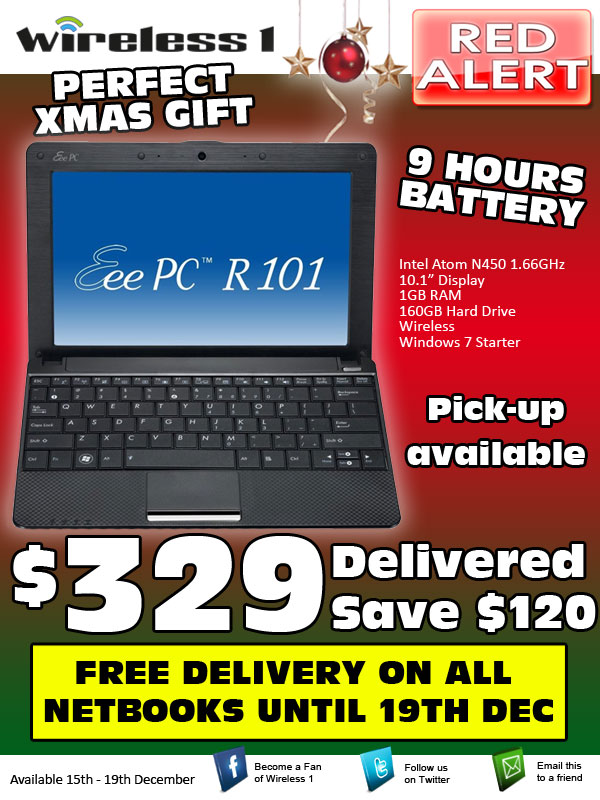 wireless 1
RED
ALERT
PERFECT
XMAS GIFT
9 HOURS
BATTERY
Eee PC
Eee PC™ R101
Intel Atom N450 1.66GHz
10.1” Display
1GB RAM
160GB Hard Drive
Wireless
Windows 7 Starter
Pick-up
available
$329
Delivered
Save $120
FREE DELIVERY ON ALL
NETBOOKS UNTIL 19TH DEC
Available 15th - 19th December
Become a Fan
of Wireless 1
Follow us
on Twitter
Email this
to a friend